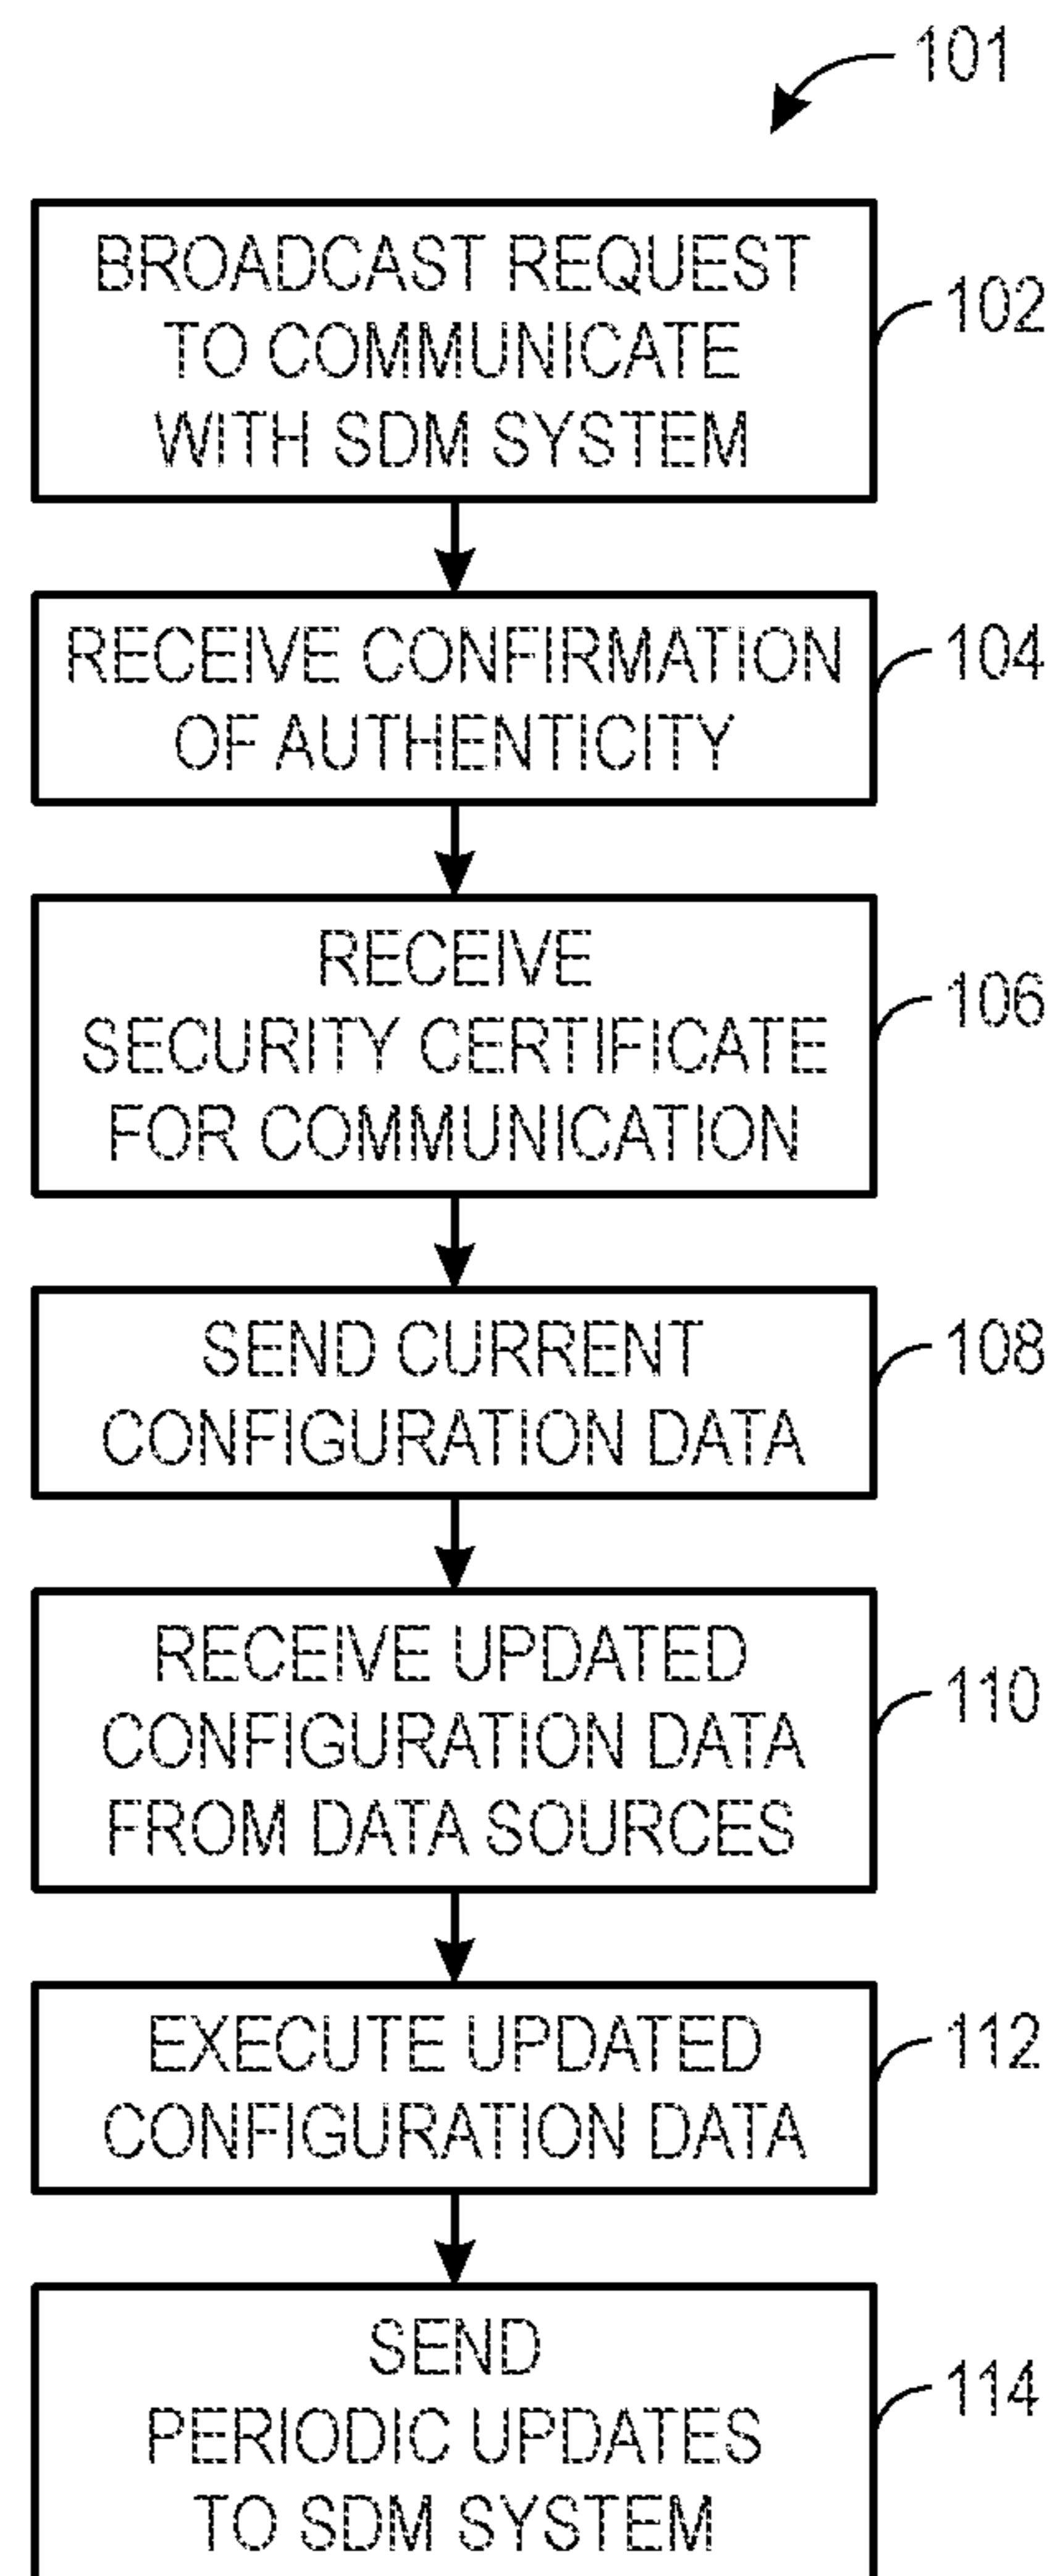 101
BROADCAST REQUEST
TO COMMUNICATE
WITH SDM SYSTEM
102
RECEIVE CONFIRMATION
OF AUTHENTICITY
104
RECEIVE
SECURITY CERTIFICATE
FOR COMMUNICATION
106
SEND CURRENT
CONFIGURATION DATA
108
RECEIVE UPDATED
CONFIGURATION DATA
FROM DATA SOURCES
110
EXECUTE UPDATED
CONFIGURATION DATA
112
SEND
PERIODIC UPDATES
TO SDM SYSTEM
114